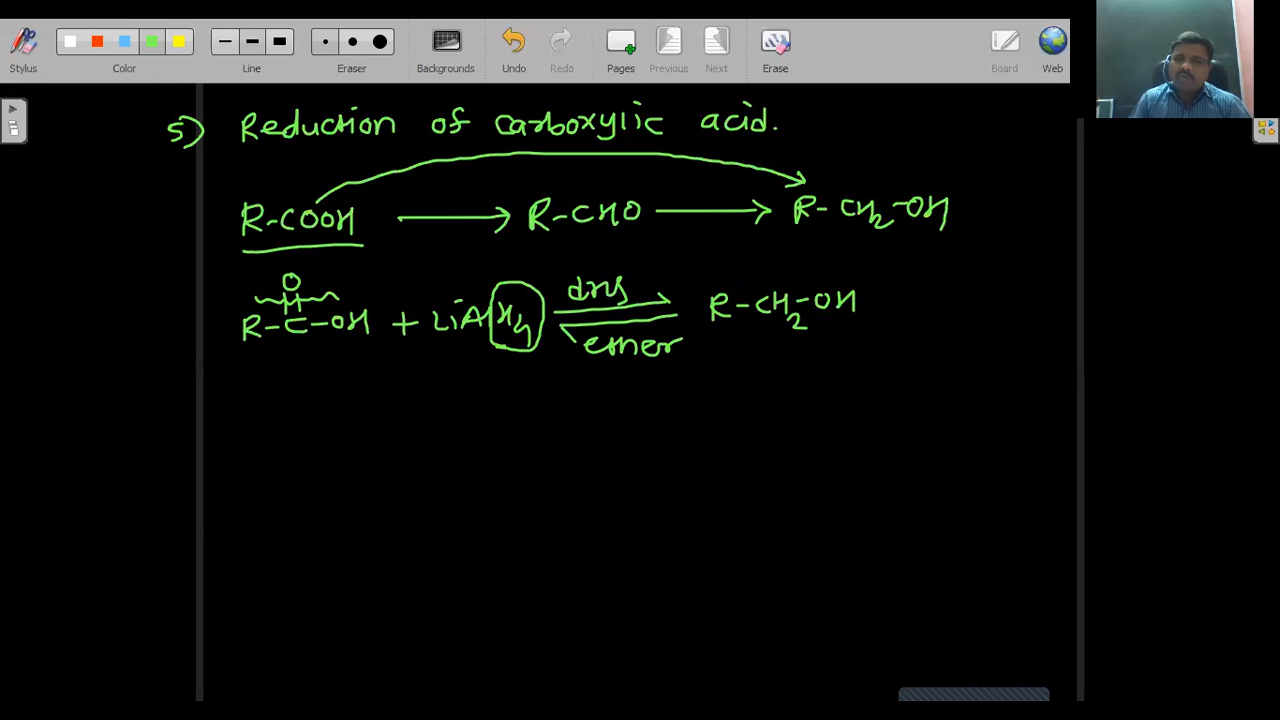 Stylus Color Line Eraser Backgrounds Undo Redo Pages Previous Next Erase Board Web
5) Reduction of carboxylic acid.
R-COOH ⟶ R-CHO ⟶ R-CH₂-OH
O
R-C-OH + LiAlH₄ ⇌ R-CH₂-OH
dry
ether